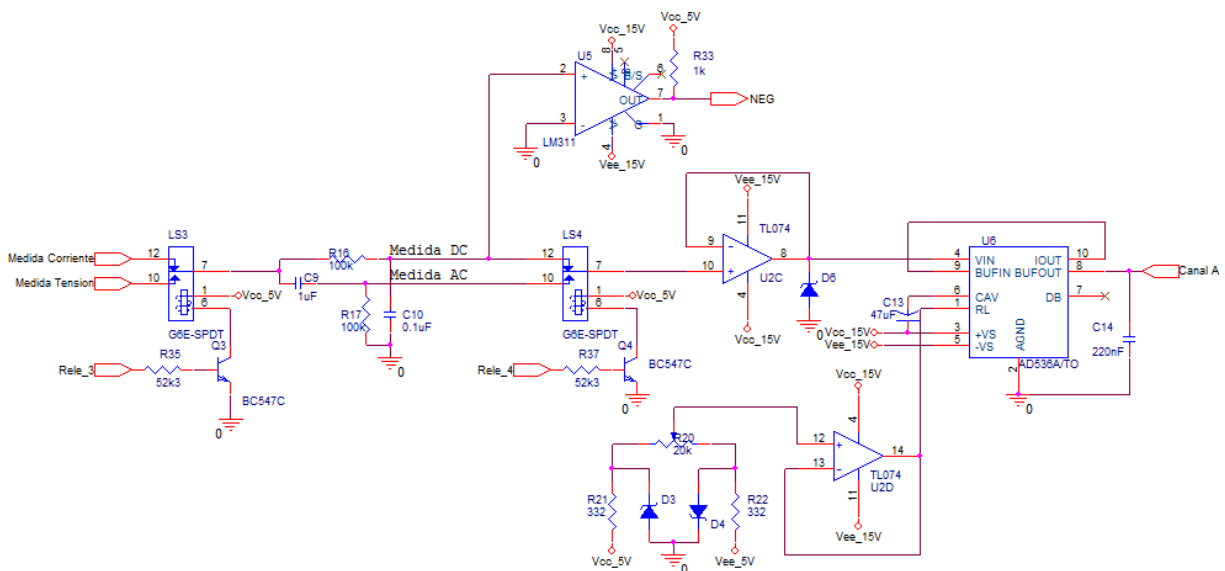 Vcc_15V
Vcc_5V
U5
8
5
B/S
6
R33
1k
2
+
OUT
7
NEG
3
-
G
1
LM311
4
0
0
Vee_15V
Vee_15V
LS3
LS4
11
TL074
U6
Medida Corriente
12
R16
100k
Medida DC
12
9
-
8
4
VIN
IOUT
10
7
9
BUFIN
BUFOUT
8
Canal A
Medida Tension
10
C9
1uF
Medida AC
10
7
10
+
U2C
D6
6
CAV
DB
7
1
Vcc_5V
6
R17
100k
C10
0.1uF
1
Vcc_5V
6
4
C13
47uF
1
RL
C14
220nF
G6E-SPDT
G6E-SPDT
Vcc_15V
0
Vcc_15V
3
+VS
AGND
Vee_15V
5
-VS
R35
Q3
0
R37
Q4
2
AD536A/TO
Rele_3
52k3
BC547C
Rele_4
52k3
BC547C
Vcc_15V
0
0
0
4
R20
20k
12
+
14
13
-
TL074
U2D
R21
332
D3
D4
R22
332
11
Vcc_5V
0
Vee_5V
Vee_15V